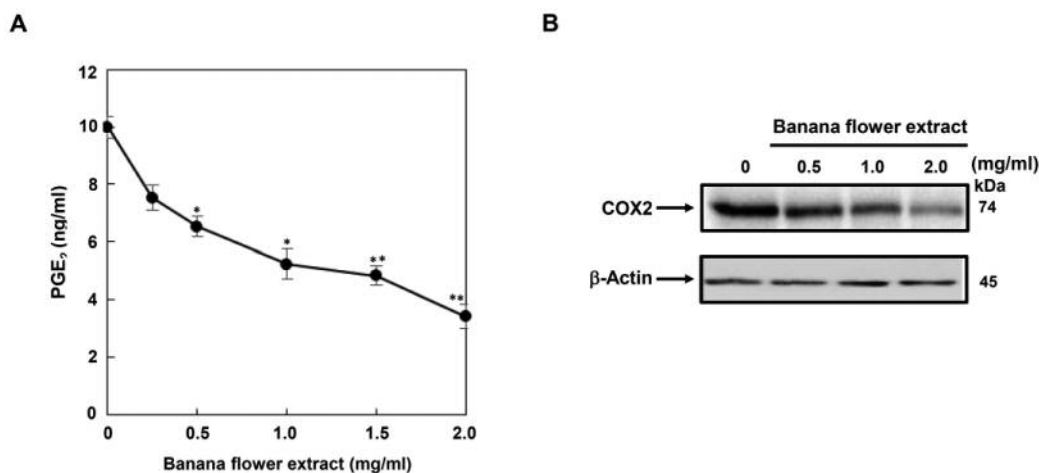 A
12
10
8
6
4
2
0
PGE₂ (ng/ml)
*
*
**
**
0 0.5 1.0 1.5 2.0
Banana flower extract (mg/ml)
B
Banana flower extract
0 0.5 1.0 2.0 (mg/ml)
kDa
COX2 74
β-Actin 45